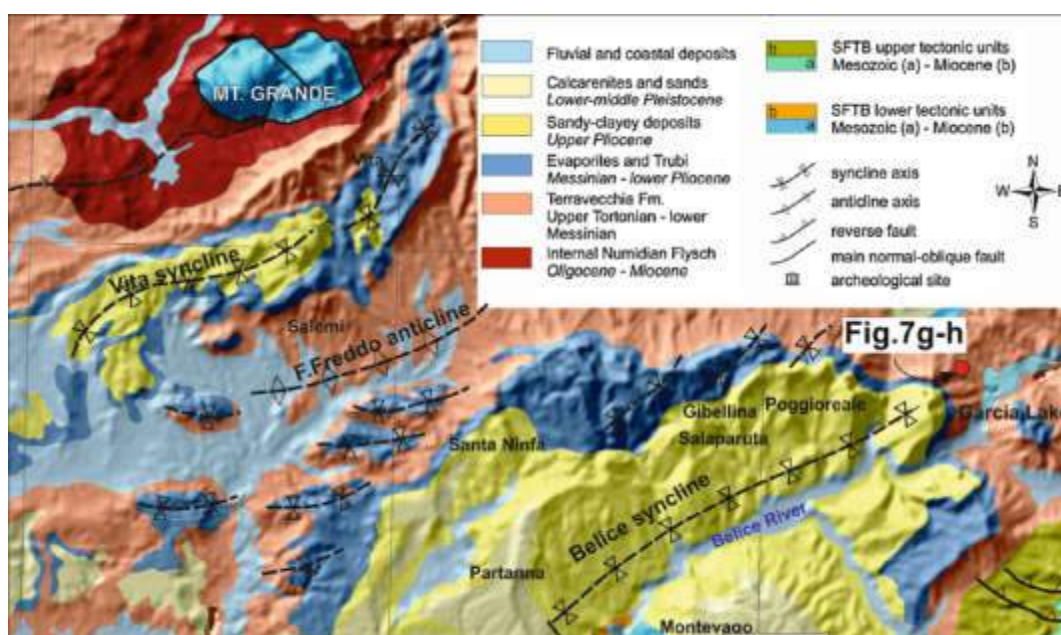 MT. GRANDE
Vita
Vita syncline
Salemi
F.Freddo anticline
Santa Ninfa
Gibellina
Salaparuta
Poggioreale
Belice syncline
Belice River
Partanna
Montevago
Fig.7g-h
Garcia Lak
Fluvial and coastal deposits
Calcarenites and sands
Lower-middle Pleistocene
Sandy-clayey deposits
Upper Pliocene
Evaporites and Trubi
Messinian - lower Pliocene
Terravecchia Fm.
Upper Tortonian - lower
Messinian
Internal Numidian Flysch
Oligocene - Miocene
b
a
SFTB upper tectonic units
Mesozoic (a) - Miocene (b)
b
a
SFTB lower tectonic units
Mesozoic (a) - Miocene (b)
syncline axis
anticline axis
reverse fault
main normal-oblique fault
archeological site
N
W
E
S